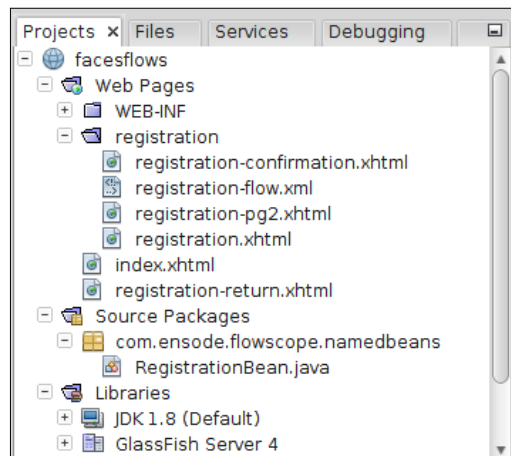 Projects × Files Services Debugging
facesflows
Web Pages
WEB-INF
registration
registration-confirmation.xhtml
registration-flow.xml
registration-pg2.xhtml
registration.xhtml
index.xhtml
registration-return.xhtml
Source Packages
com.ensode.flowscope.namedbeans
RegistrationBean.java
Libraries
JDK 1.8 (Default)
GlassFish Server 4